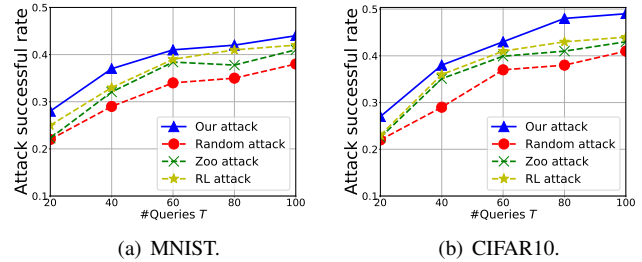 Attack successful rate
0.5
0.4
0.3
0.2
0.1
20 40 60 80 100
#Queries T
Our attack
Random attack
Zoo attack
RL attack
(a) MNIST.
Attack successful rate
0.5
0.4
0.3
0.2
0.1
20 40 60 80 100
#Queries T
Our attack
Random attack
Zoo attack
RL attack
(b) CIFAR10.